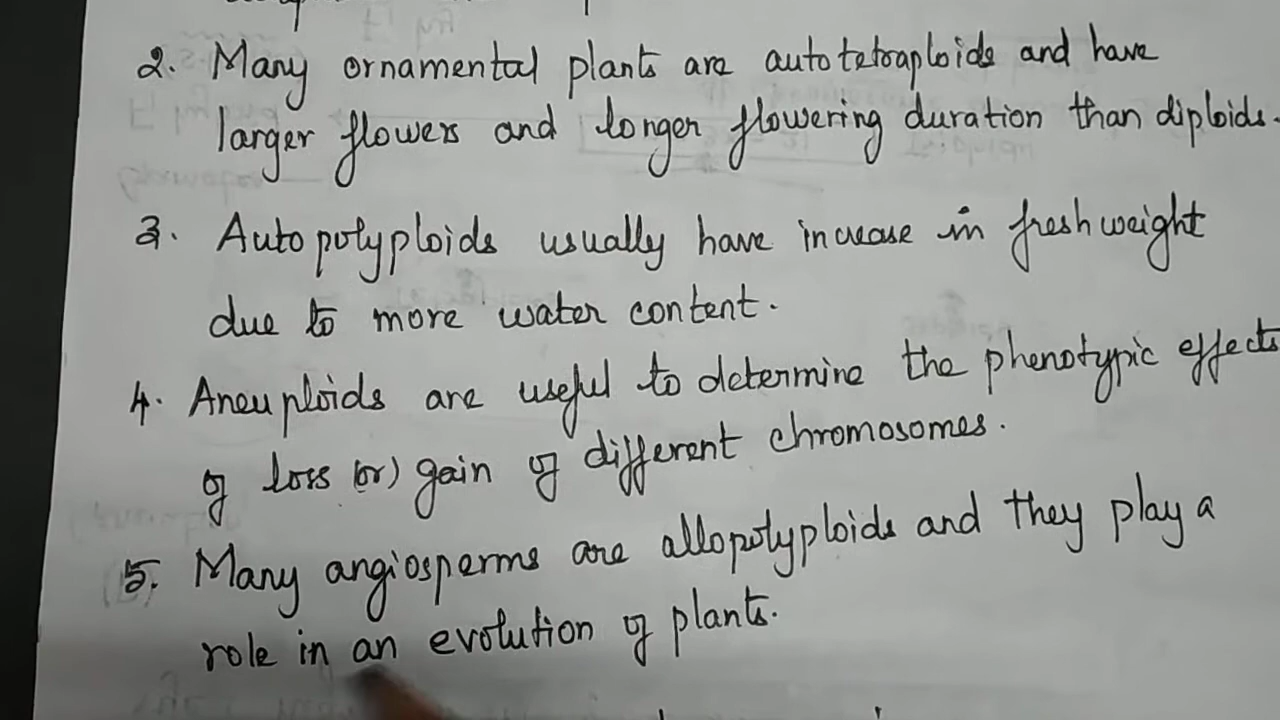 2. Many ornamental plants are autotetraploids and have
larger flowers and longer flowering duration than diploids.
3. Autopolyploids usually have increase in fresh weight
due to more water content.
4. Aneuploids are useful to determine the phenotypic effects
of loss (or) gain of different chromosomes.
5. Many angiosperms are allopolyploids and they play a
role in an evolution of plants.